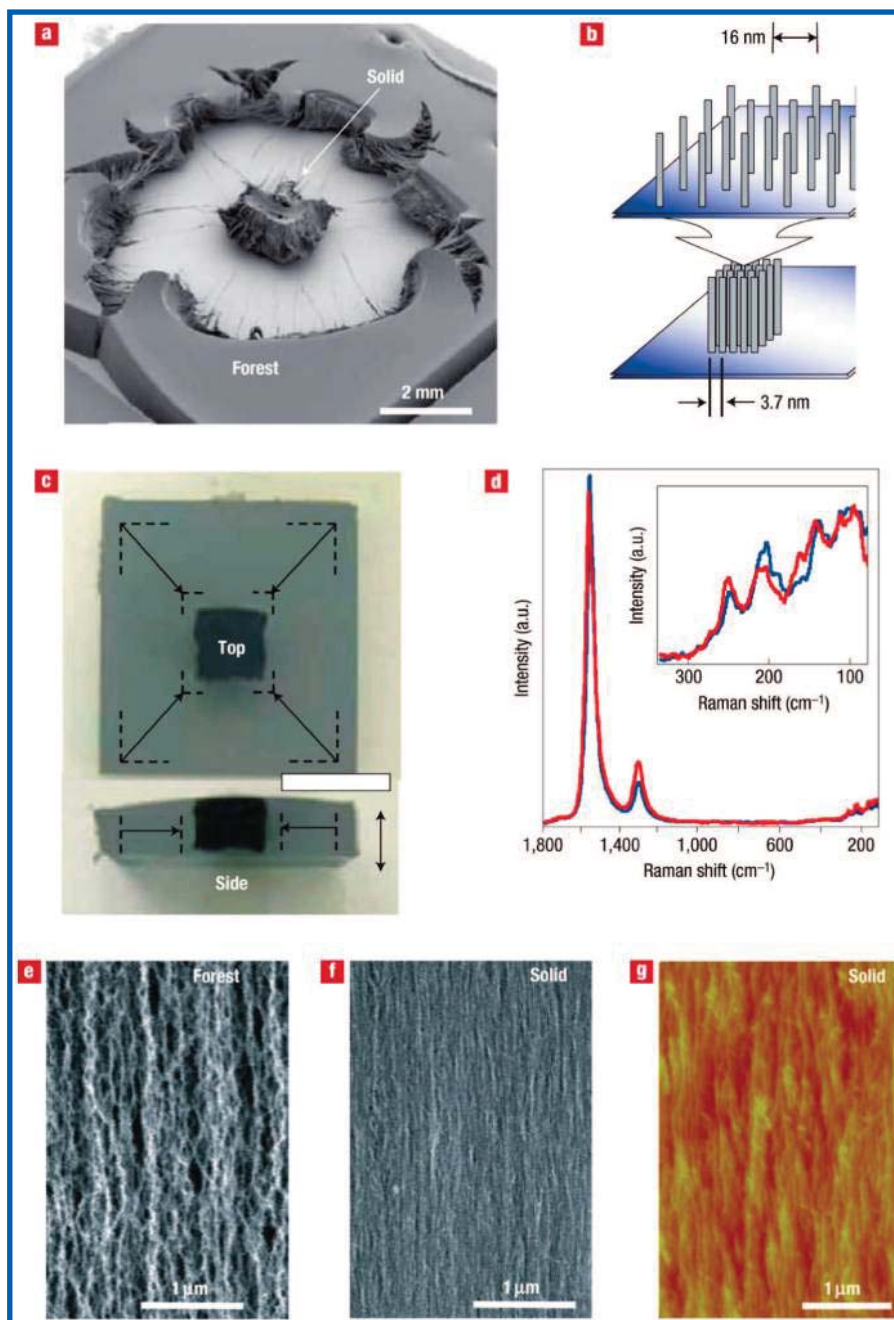 a
Solid
Forest
2 mm
b
16 nm
3.7 nm
c
Top
Side
d
Intensity (a.u.)
1,800 1,400 1,000 600 200
Raman shift (cm⁻¹)
Intensity (a.u.)
300 200 100
Raman shift (cm⁻¹)
e
Forest
1 µm
f
Solid
1 µm
g
Solid
1 µm